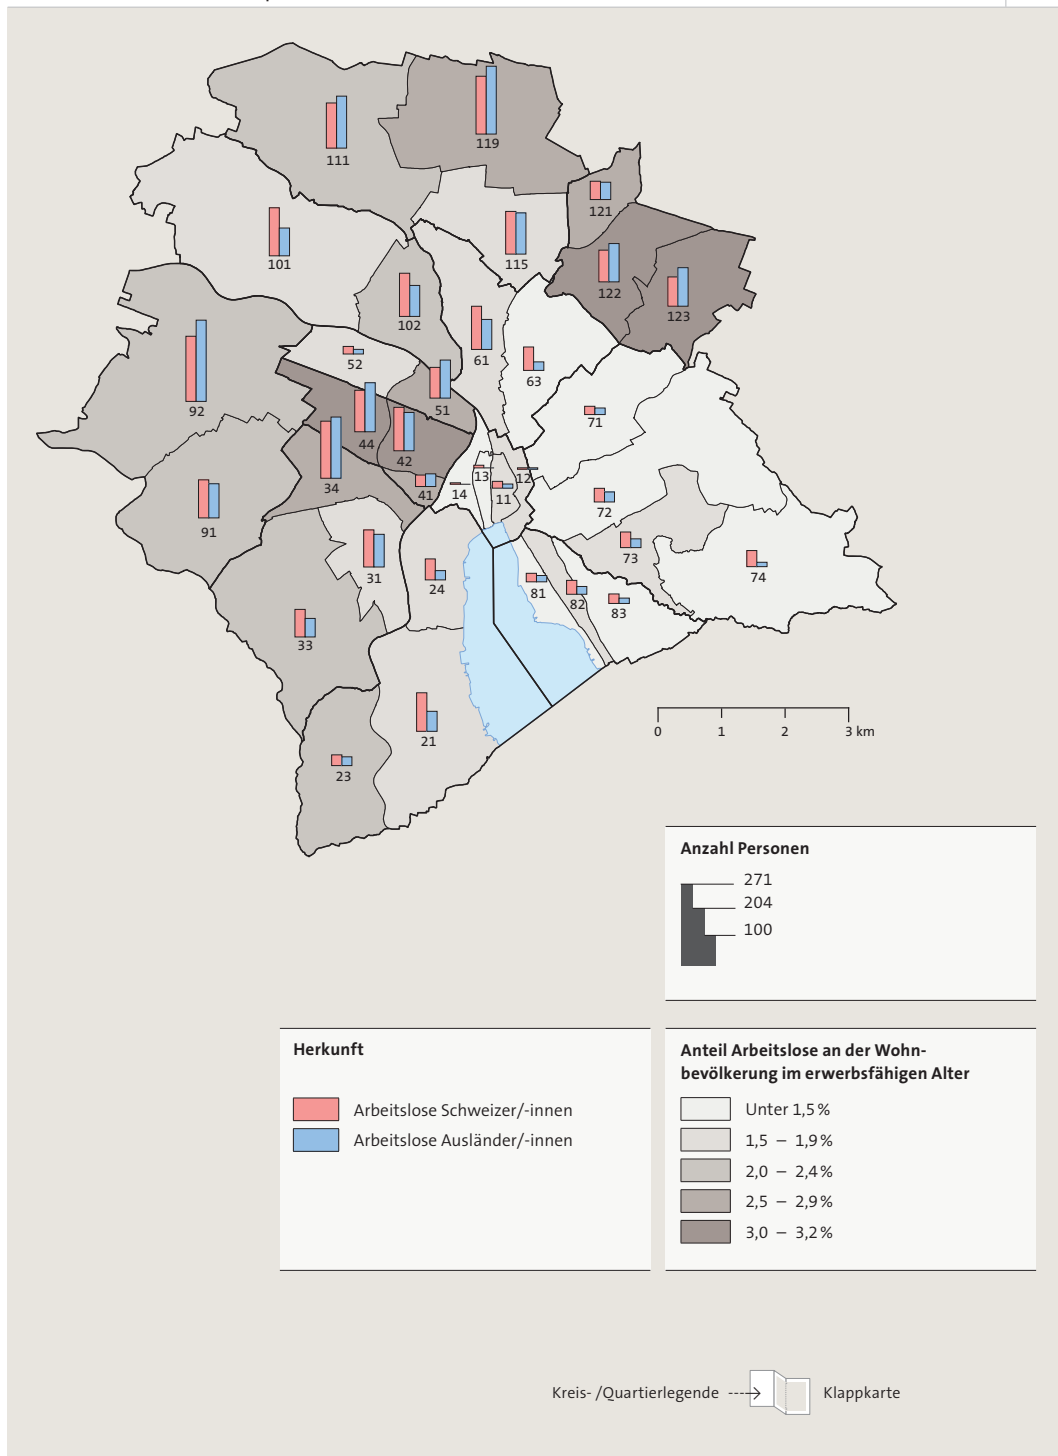 119
111
121
101
115
122
123
102
61
52
63
92
51
71
44
42
13
12
34
41
14
11
72
91
73
31
24
74
81
82
83
33
21
0 1 2 3 km
23
Anzahl Personen
271
204
100
Herkunft
Arbeitslose Schweizer/-innen
Arbeitslose Ausländer/-innen
Anteil Arbeitslose an der Wohn-
bevölkerung im erwerbsfähigen Alter
Unter 1,5 %
1,5 – 1,9 %
2,0 – 2,4 %
2,5 – 2,9 %
3,0 – 3,2 %
Kreis- /Quartierlegende Klappkarte